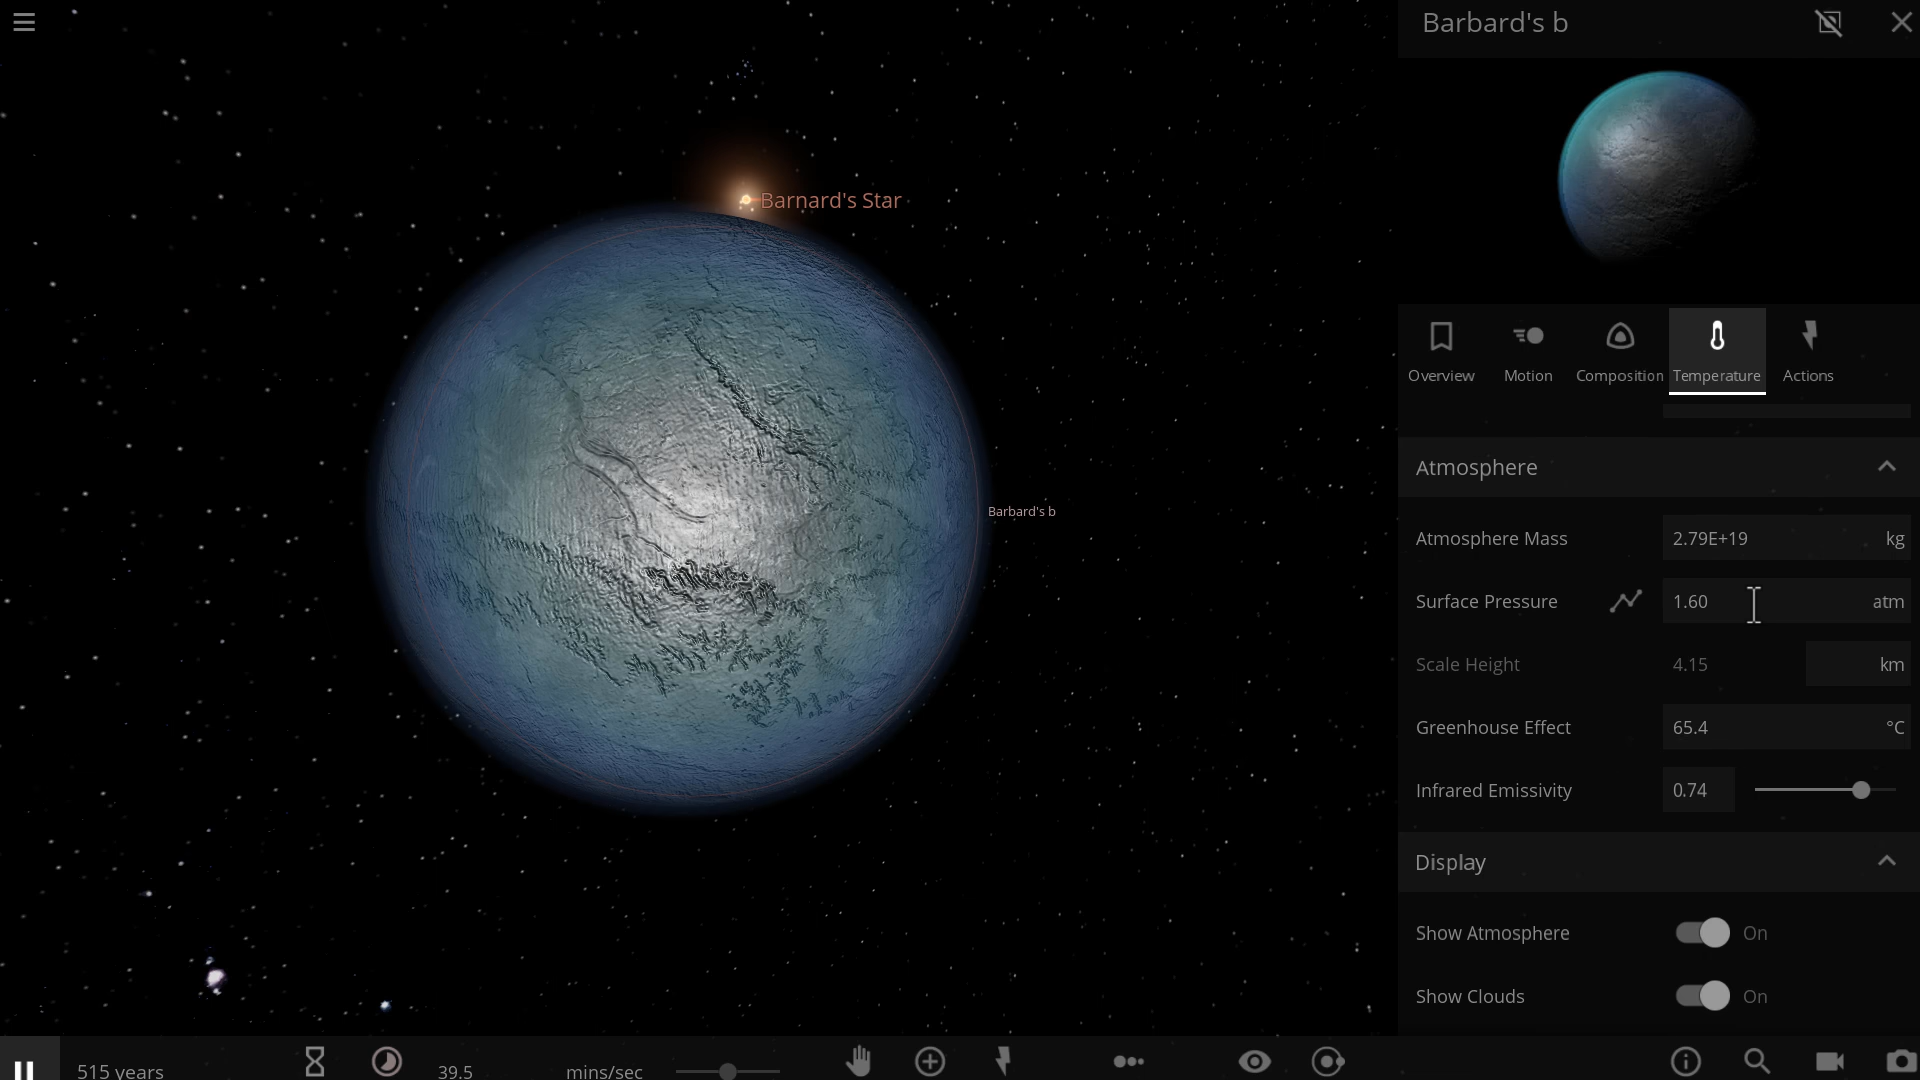 Barbard's b
Barnard's Star
Barbard's b
Overview Motion Composition Temperature Actions
Atmosphere
Atmosphere Mass 2.79E+19 kg
Surface Pressure 1.60 atm
Scale Height 4.15 km
Greenhouse Effect 65.4 °C
Infrared Emissivity 0.74
Display
Show Atmosphere On
Show Clouds On
515 years 39.5 mins/sec